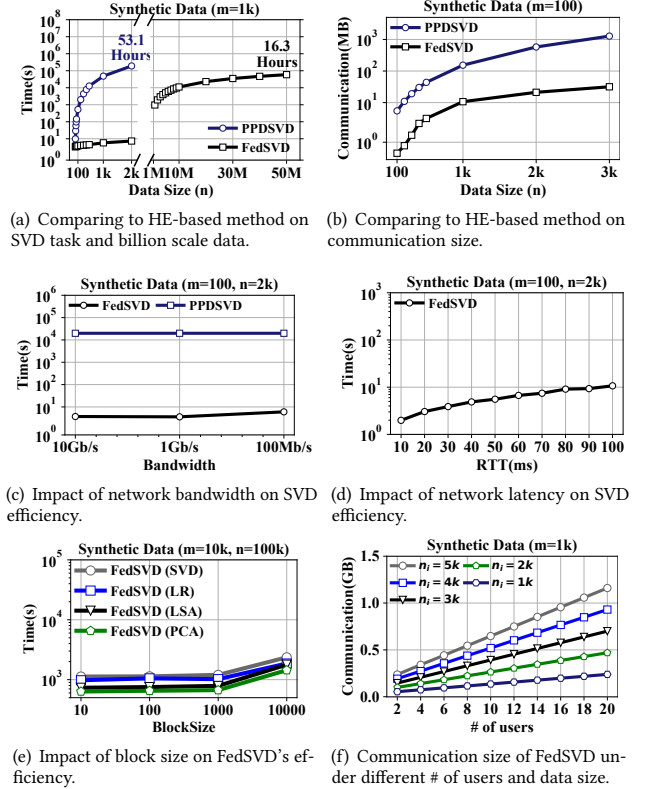 Synthetic Data (m=1k)
Time(s)
10^8
10^7
10^6
10^5
10^4
10^3
10^2
10^1
10^0
53.1
Hours
16.3
Hours
PPDSVD
FedSVD
100 1k 2k 1M 10M 30M 50M
Data Size (n)
(a) Comparing to HE-based method on
SVD task and billion scale data.
Synthetic Data (m=100)
Communication(MB)
10^3
10^2
10^1
10^0
PPDSVD
FedSVD
100 1k 2k 3k
Data Size (n)
(b) Comparing to HE-based method on
communication size.
Synthetic Data (m=100, n=2k)
Time(s)
10^6
10^5
10^4
10^3
10^2
10^1
10^0
FedSVD PPDSVD
10Gb/s 1Gb/s 100Mb/s
Bandwidth
(c) Impact of network bandwidth on SVD
efficiency.
Synthetic Data (m=100, n=2k)
Time(s)
10^3
10^2
10^1
10^0
FedSVD
10 20 30 40 50 60 70 80 90 100
RTT(ms)
(d) Impact of network latency on SVD
efficiency.
Synthetic Data (m=10k, n=100k)
Time(s)
10^5
10^4
10^3
FedSVD (SVD)
FedSVD (LR)
FedSVD (LSA)
FedSVD (PCA)
10 100 1000 10000
BlockSize
(e) Impact of block size on FedSVD's ef-
ficiency.
Synthetic Data (m=1k)
Communication(GB)
1.5
1.0
0.5
0.0
n_i = 5k n_i = 2k
n_i = 4k n_i = 1k
n_i = 3k
2 4 6 8 10 12 14 16 18 20
# of users
(f) Communication size of FedSVD un-
der different # of users and data size.